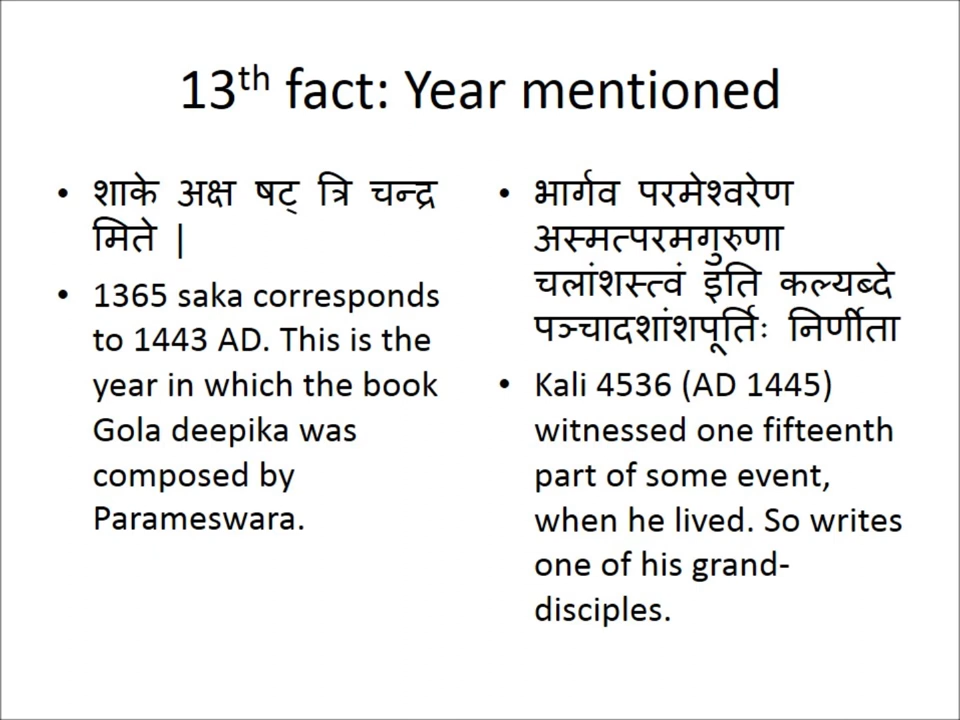 13th fact: Year mentioned
• शाके अक्ष षट् त्रि चन्द्र
मिते |
• 1365 saka corresponds
to 1443 AD. This is the
year in which the book
Gola deepika was
composed by
Parameswara.
• भार्गव परमेश्वरेण
अस्मत्परमगुरुणा
चलांशस्त्वं इति कल्यब्दे
पञ्चादशांशपूर्तिः निर्णीता
• Kali 4536 (AD 1445)
witnessed one fifteenth
part of some event,
when he lived. So writes
one of his grand-
disciples.